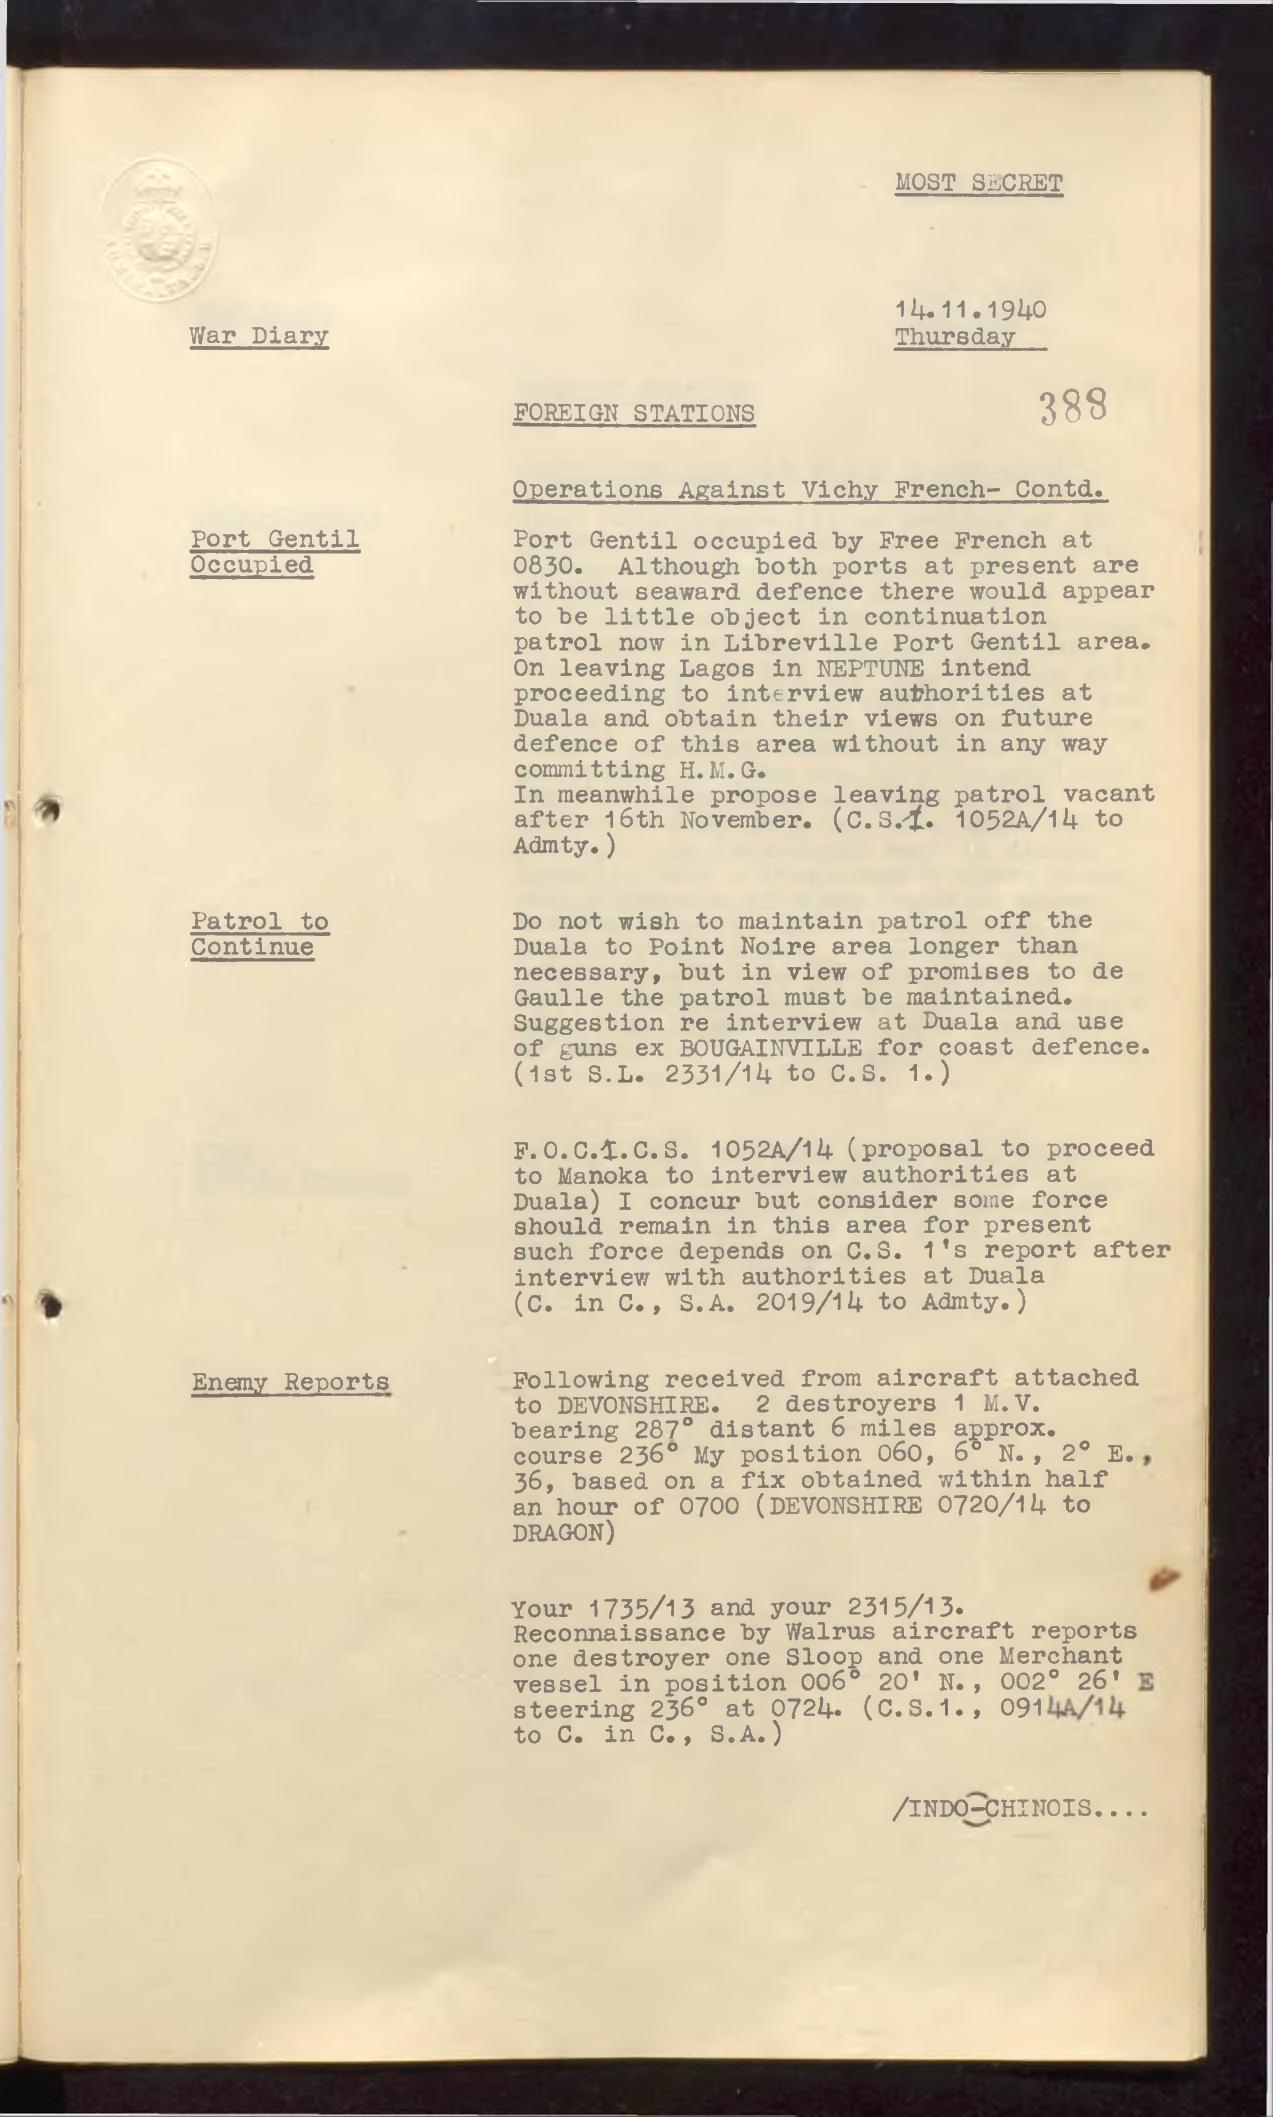 MOST SECRET
14.11.1940
War Diary
Thursday
FOREIGN STATIONS
388
Operations Against Vichy French- Contd.
Port Gentil
Occupied
Port Gentil occupied by Free French at
0830. Although both ports at present are
without seaward defence there would appear
to be little object in continuation
patrol now in Libreville Port Gentil area.
On leaving Lagos in NEPTUNE intend
proceeding to interview authorities at
Duala and obtain their views on future
defence of this area without in any way
committing H.M.G.
In meanwhile propose leaving patrol vacant
after 16th November. (C.S.1. 1052A/14 to
Admty.)
Patrol to
Continue
Do not wish to maintain patrol off the
Duala to Point Noire area longer than
necessary, but in view of promises to de
Gaulle the patrol must be maintained.
Suggestion re interview at Duala and use
of guns ex BOUGAINVILLE for coast defence.
(1st S.L. 2331/14 to C.S. 1.)
F.O.C.1.C.S. 1052A/14 (proposal to proceed
to Manoka to interview authorities at
Duala) I concur but consider some force
should remain in this area for present
such force depends on C.S. 1's report after
interview with authorities at Duala
(C. in C., S.A. 2019/14 to Admty.)
Enemy Reports
Following received from aircraft attached
to DEVONSHIRE. 2 destroyers 1 M.V.
bearing 287° distant 6 miles approx.
course 236° My position 060, 6° N., 2° E.,
36, based on a fix obtained within half
an hour of 0700 (DEVONSHIRE 0720/14 to
DRAGON)
Your 1735/13 and your 2315/13.
Reconnaissance by Walrus aircraft reports
one destroyer one Sloop and one Merchant
vessel in position 006° 20' N., 002° 26' E
steering 236° at 0724. (C.S.1., 0914A/14
to C. in C., S.A.)
/INDO-CHINOIS....